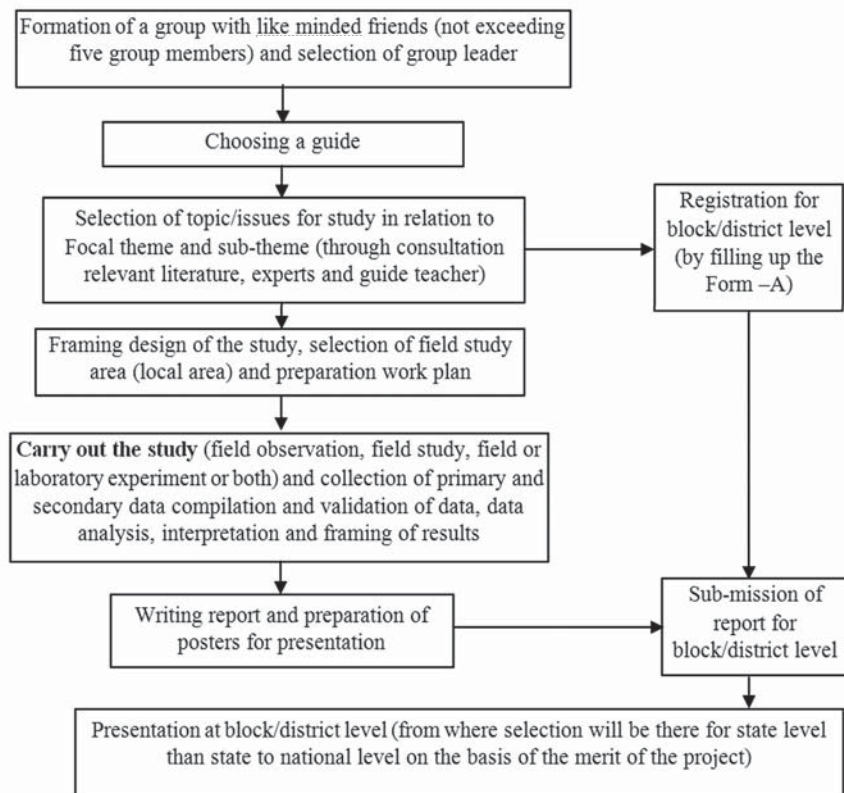 Formation of a group with like minded friends (not exceeding
five group members) and selection of group leader
Choosing a guide
Selection of topic/issues for study in relation to
Focal theme and sub-theme (through consultation
relevant literature, experts and guide teacher)
Registration for
block/district level
(by filling up the
Form –A)
Framing design of the study, selection of field study
area (local area) and preparation work plan
Carry out the study (field observation, field study, field or
laboratory experiment or both) and collection of primary and
secondary data compilation and validation of data, data
analysis, interpretation and framing of results
Writing report and preparation of
posters for presentation
Sub-mission of
report for
block/district level
Presentation at block/district level (from where selection will be there for state level
than state to national level on the basis of the merit of the project)